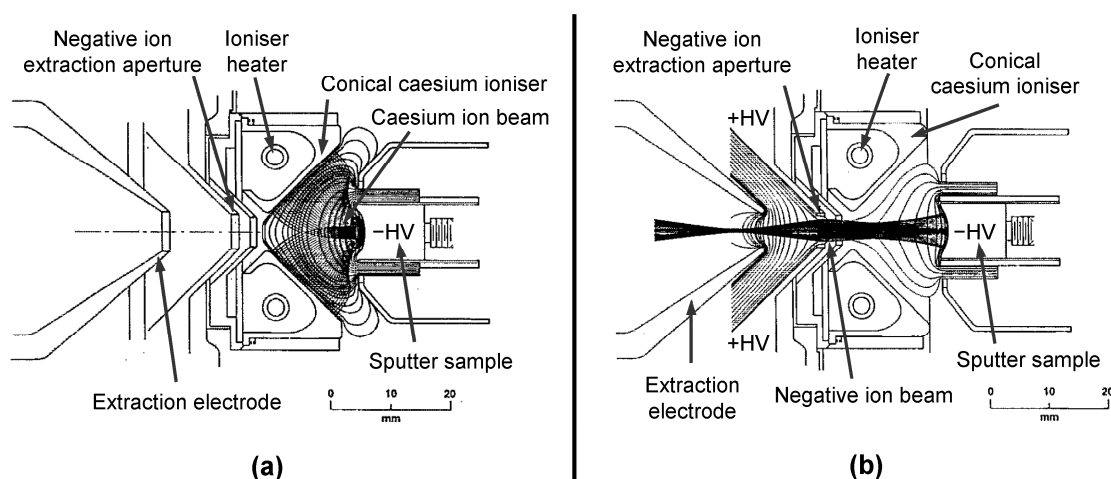 Negative ion
extraction aperture
Ioniser
heater
Conical caesium ioniser
Caesium ion beam
−HV
Sputter sample
Extraction electrode
0 10 20
mm
(a)
Negative ion
extraction aperture
Ioniser
heater
Conical
caesium ioniser
+HV
−HV
+HV
Sputter sample
Extraction
electrode
Negative ion beam
0 10 20
mm
(b)